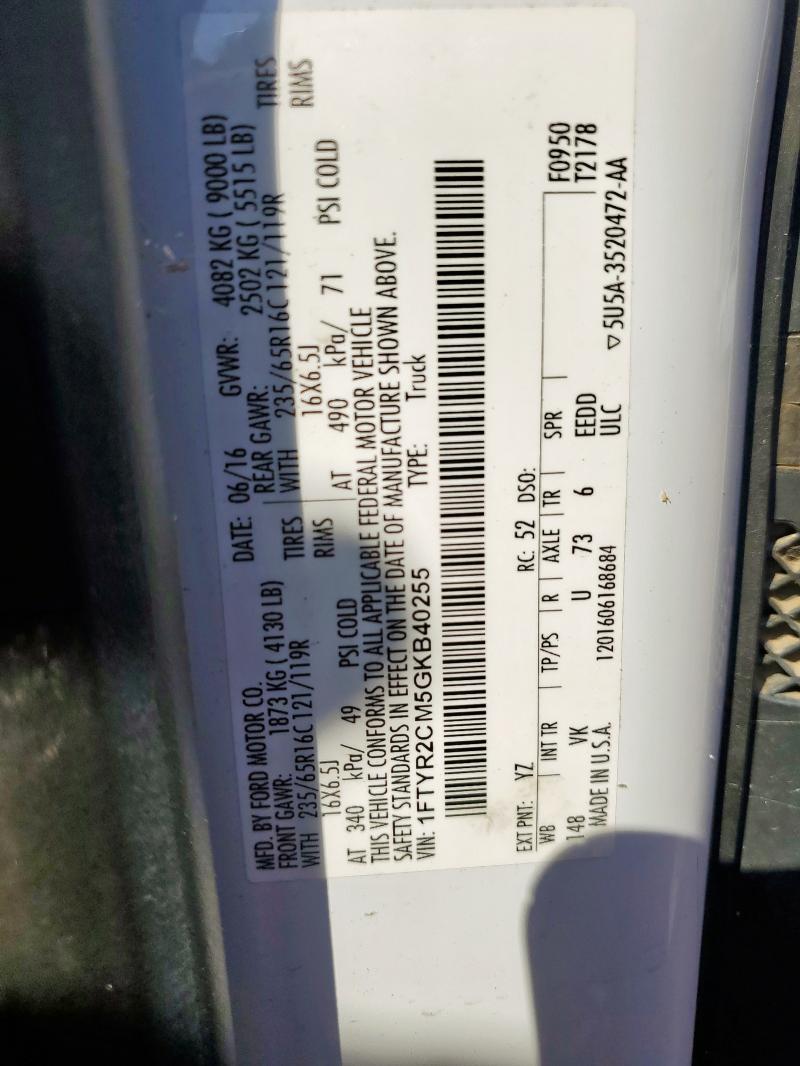 MFD. BY FORD MOTOR CO. DATE: 06/16 GVWR: 4082 KG ( 9000 LB)
FRONT GAWR: 1873 KG ( 4130 LB) REAR GAWR: 2502 KG ( 5515 LB)
WITH 235/65R16C 121/119R TIRES WITH 235/65R16C 121/119R TIRES
16X6.5J RIMS 16X6.5J RIMS
AT 340 kPa/ 49 PSI COLD AT 490 kPa/ 71 PSI COLD
THIS VEHICLE CONFORMS TO ALL APPLICABLE FEDERAL MOTOR VEHICLE
SAFETY STANDARDS IN EFFECT ON THE DATE OF MANUFACTURE SHOWN ABOVE.
VIN: 1FTYR2CM5GKB40255 TYPE: Truck
EXT PNT: YZ RC: 52 DSO: F0950
WB | INT TR | TP/PS | R | AXLE | TR | SPR T2178
148 VK U 73 6 EEDD
MADE IN U.S.A. 1201606168684 ULC ▽ 5U5A-3520472-AA